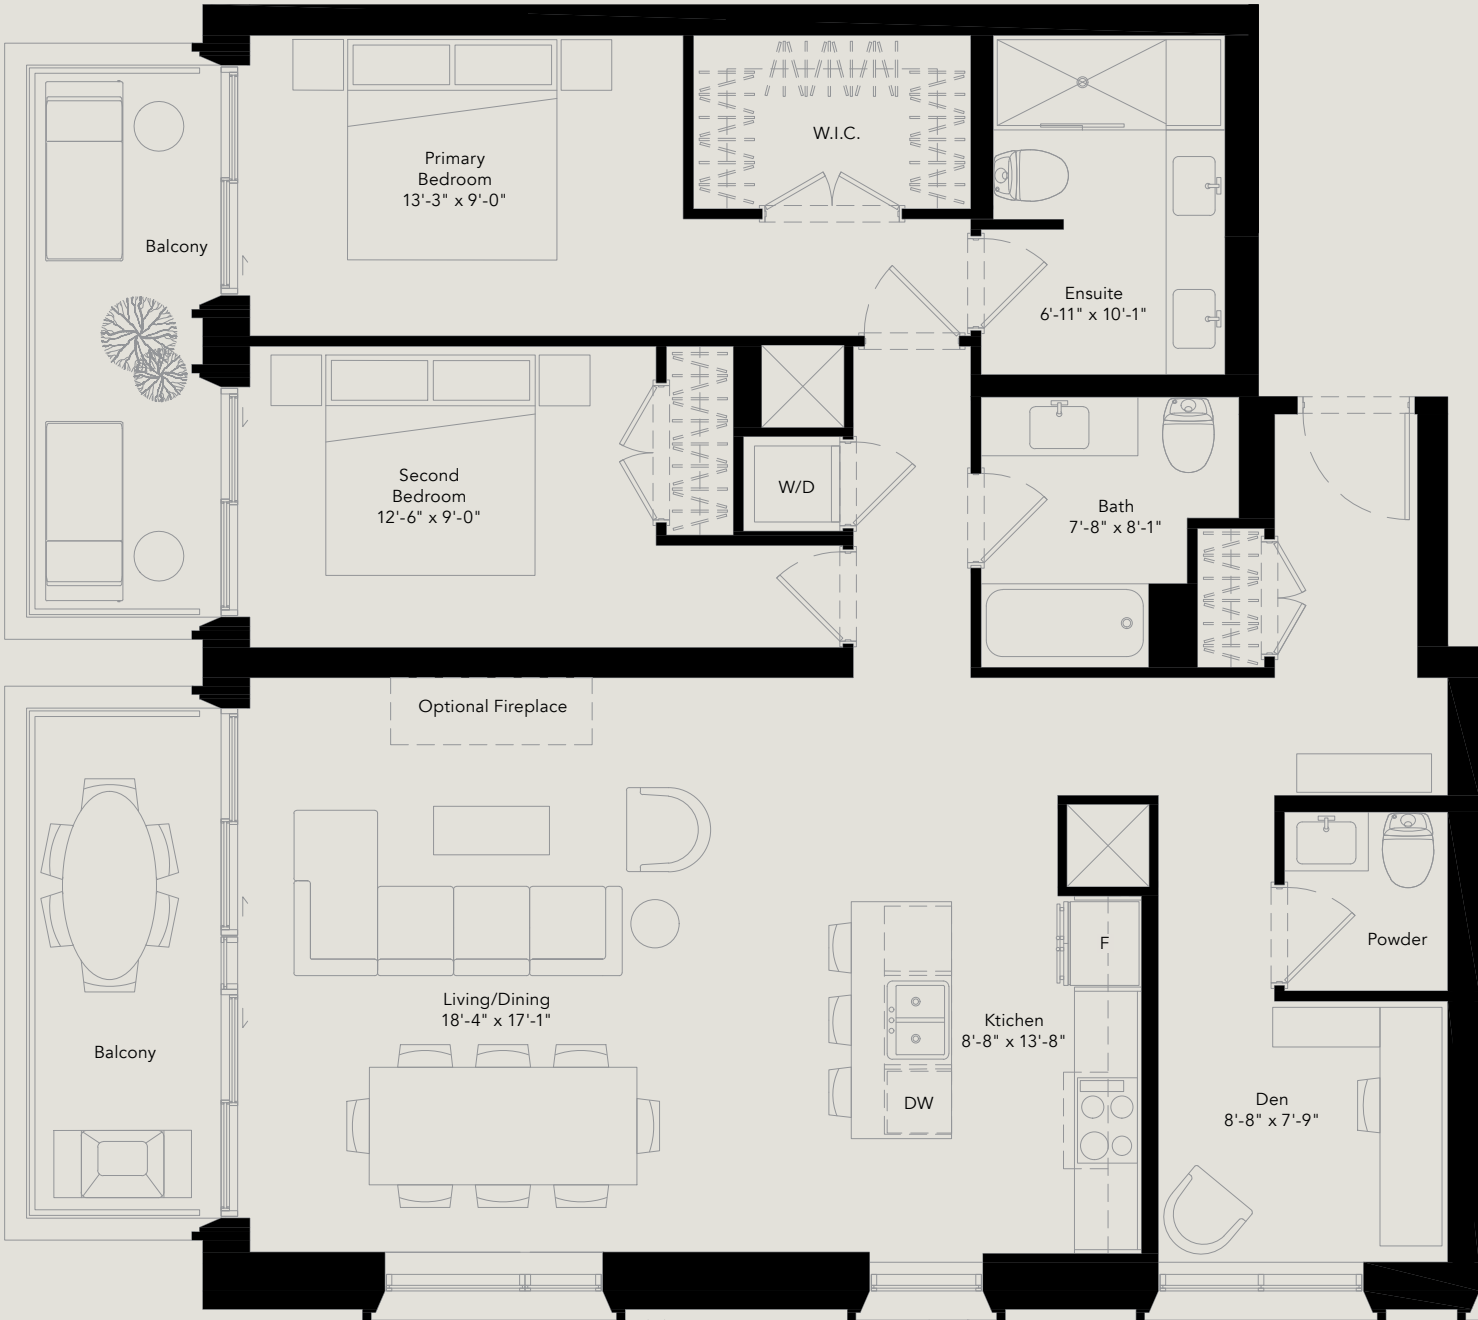 W.I.C.
Primary
Bedroom
13'-3" x 9'-0"
Balcony
Ensuite
6'-11" x 10'-1"
Second
Bedroom
12'-6" x 9'-0"
W/D
Bath
7'-8" x 8'-1"
Optional Fireplace
F
Powder
Living/Dining
18'-4" x 17'-1"
Ktichen
8'-8" x 13'-8"
Balcony
DW
Den
8'-8" x 7'-9"